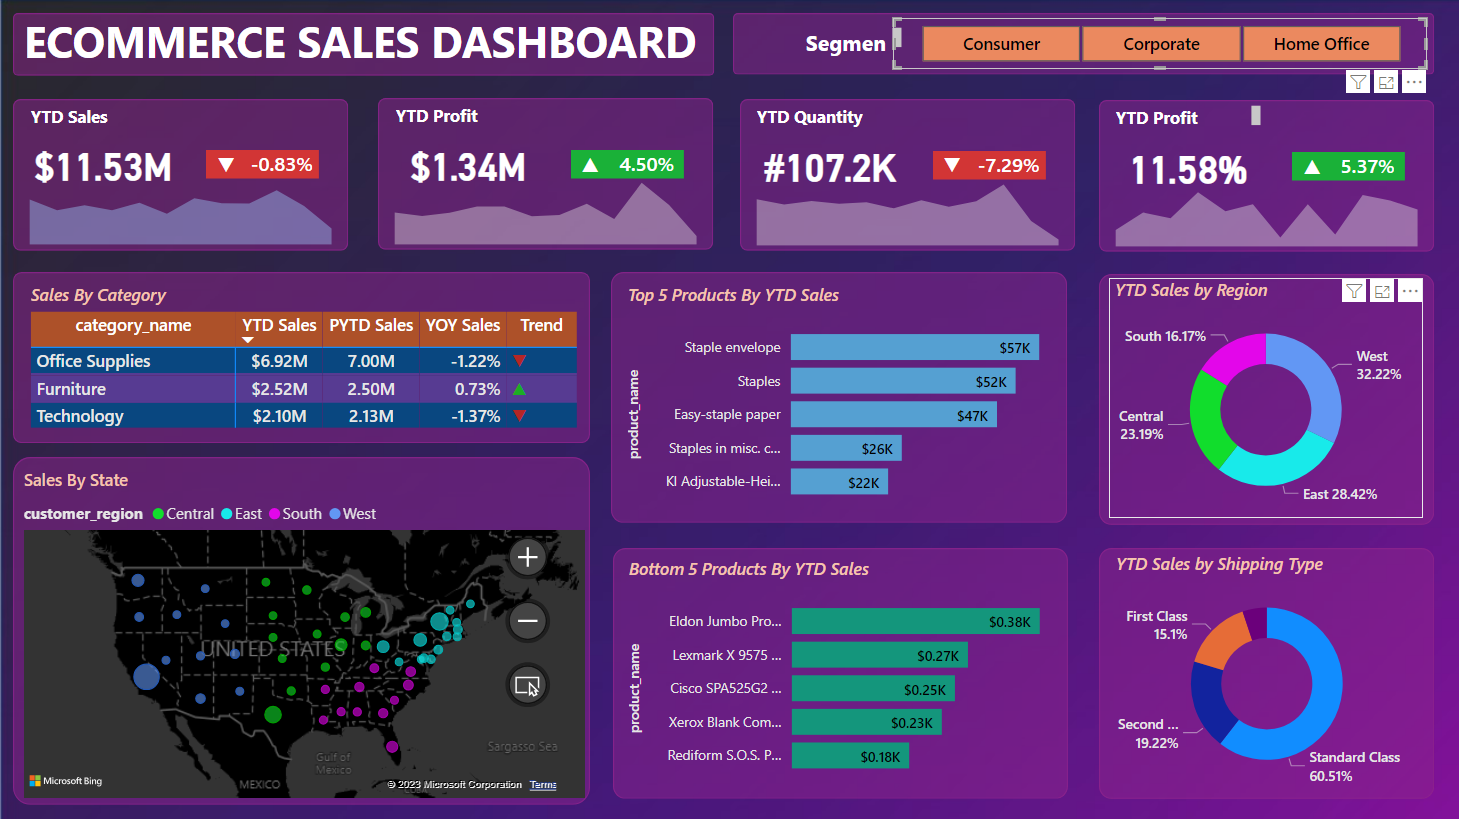 ECOMMERCE SALES DASHBOARD
Segmen
Consumer
Corporate
Home Office
YTD Sales
$11.53M
-0.83%
YTD Profit
$1.34M
4.50%
YTD Quantity
#107.2K
-7.29%
YTD Profit
11.58%
5.37%
Sales By Category
category_name YTD Sales PYTD Sales YOY Sales Trend
Office Supplies $6.92M 7.00M -1.22%
Furniture $2.52M 2.50M 0.73%
Technology $2.10M 2.13M -1.37%
Top 5 Products By YTD Sales
product_name
Staple envelope $57K
Staples $52K
Easy-staple paper $47K
Staples in misc. c... $26K
KI Adjustable-Hei... $22K
YTD Sales by Region
South 16.17%
West
32.22%
Central
23.19%
East 28.42%
Sales By State
customer_region Central East South West
UNITED STATES
Gulf of
Mexico
Sargasso Sea
MEXICO
Microsoft Bing
© 2023 Microsoft Corporation Terms
Bottom 5 Products By YTD Sales
product_name
Eldon Jumbo Pro... $0.38K
Lexmark X 9575 ... $0.27K
Cisco SPA525G2 ... $0.25K
Xerox Blank Com... $0.23K
Rediform S.O.S. P... $0.18K
YTD Sales by Shipping Type
First Class
15.1%
Second ...
19.22%
Standard Class
60.51%